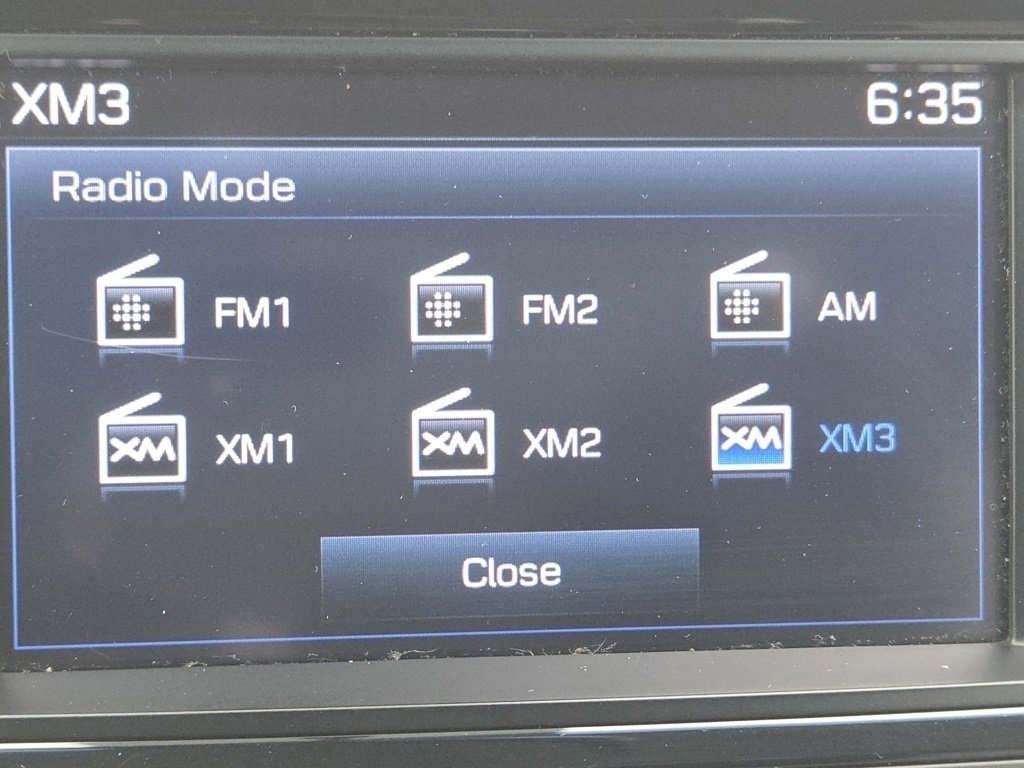 XM3 6:35
Radio Mode
FM1 FM2 AM
XM XM1 XM XM2 XM XM3
Close